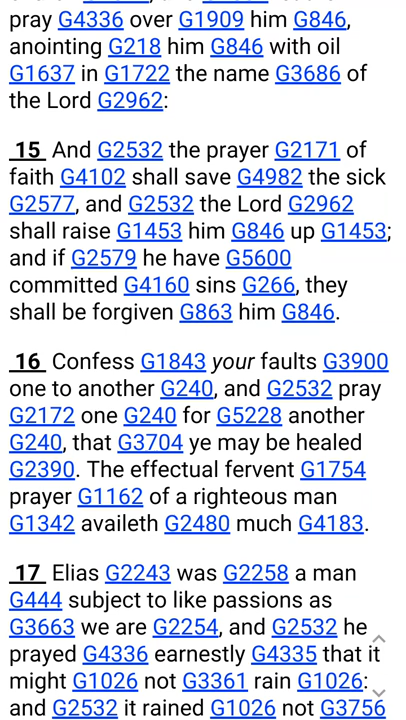 pray G4336 over G1909 him G846,
anointing G218 him G846 with oil
G1637 in G1722 the name G3686 of
the Lord G2962:
15 And G2532 the prayer G2171 of
faith G4102 shall save G4982 the sick
G2577, and G2532 the Lord G2962
shall raise G1453 him G846 up G1453;
and if G2579 he have G5600
committed G4160 sins G266, they
shall be forgiven G863 him G846.
16 Confess G1843 your faults G3900
one to another G240, and G2532 pray
G2172 one G240 for G5228 another
G240, that G3704 ye may be healed
G2390. The effectual fervent G1754
prayer G1162 of a righteous man
G1342 availeth G2480 much G4183.
17 Elias G2243 was G2258 a man
G444 subject to like passions as
G3663 we are G2254, and G2532 he
prayed G4336 earnestly G4335 that it
might G1026 not G3361 rain G1026:
and G2532 it rained G1026 not G3756